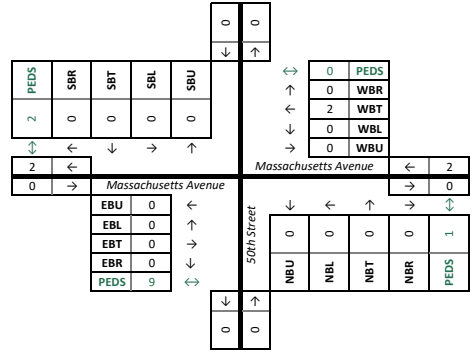 0 0
↓ ↑
PEDS SBR SBT SBL SBU
2 0 0 0 0
↕ ← ↓ → ↑
↔ 0 PEDS
↑ 0 WBR
← 2 WBT
↓ 0 WBL
→ 0 WBU
2 ←
Massachusetts Avenue ← 2
0 → Massachusetts Avenue
→ 0
EBU 0 ←
EBL 0 ↑
EBT 0 →
EBR 0 ↓
PEDS 9 ↔
50th Street
↓ ← ↑ → ↕
0 0 0 0 1
NBU NBL NBT NBR PEDS
↓ ↑
0 0